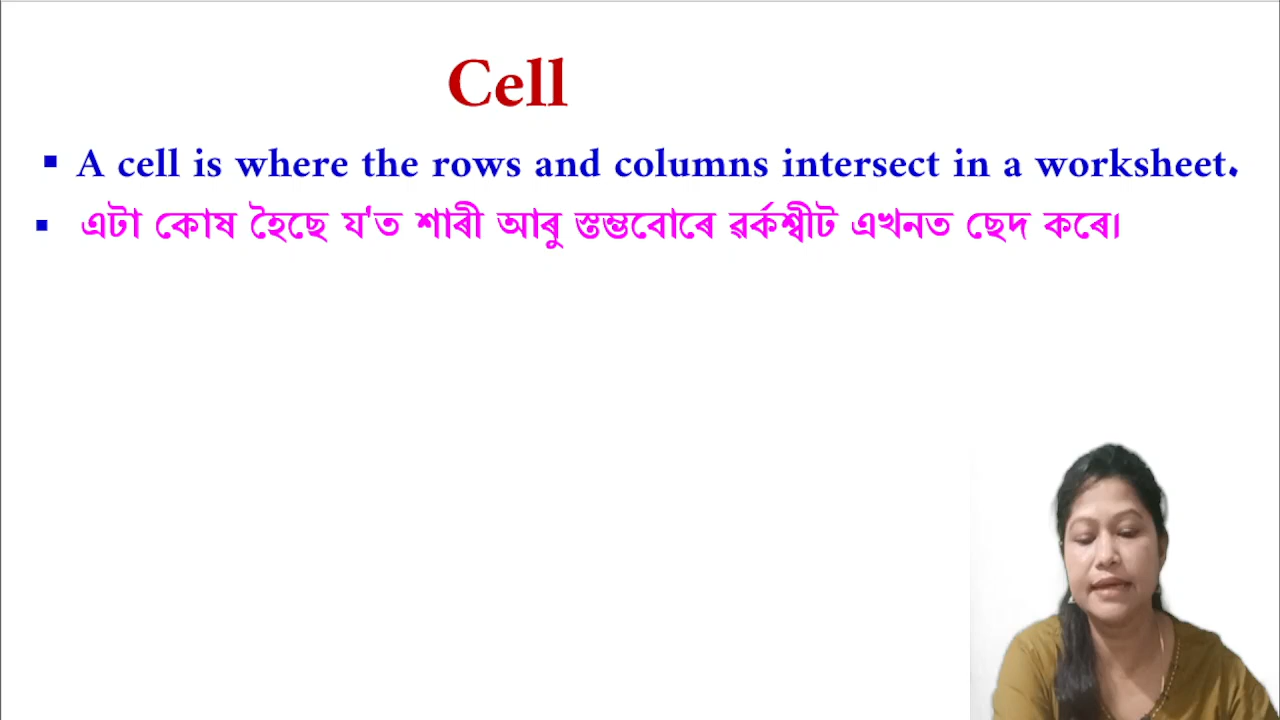 Cell
▪ A cell is where the rows and columns intersect in a worksheet.
▪ এটা কোষ হৈছে য'ত শাৰী আৰু স্তম্ভবোৰে ৱৰ্কশ্বীট এখনত ছেদ কৰে।